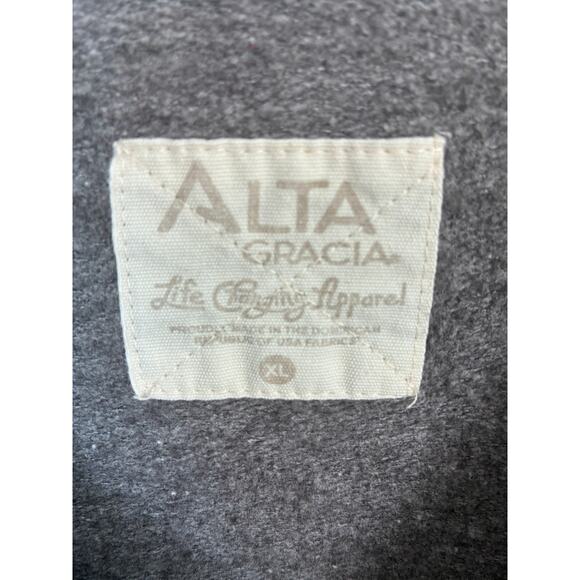 ALTA
GRACIA
Life Changing Apparel
PROUDLY MADE IN THE DOMINICAN
REPUBLIC OF USA FABRICS
XL